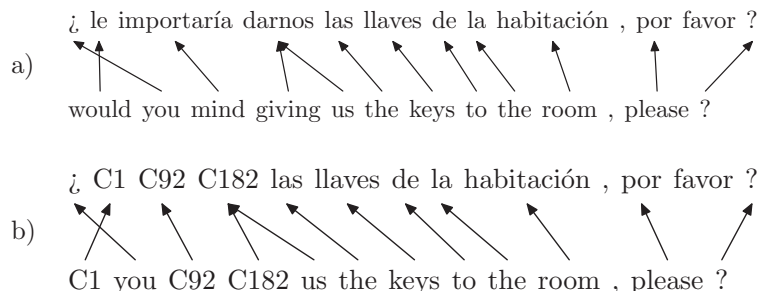 ¿ le importaría darnos las llaves de la habitación , por favor ?
a)
would you mind giving us the keys to the room , please ?
¿ C1 C92 C182 las llaves de la habitación , por favor ?
b)
C1 you C92 C182 us the keys to the room , please ?